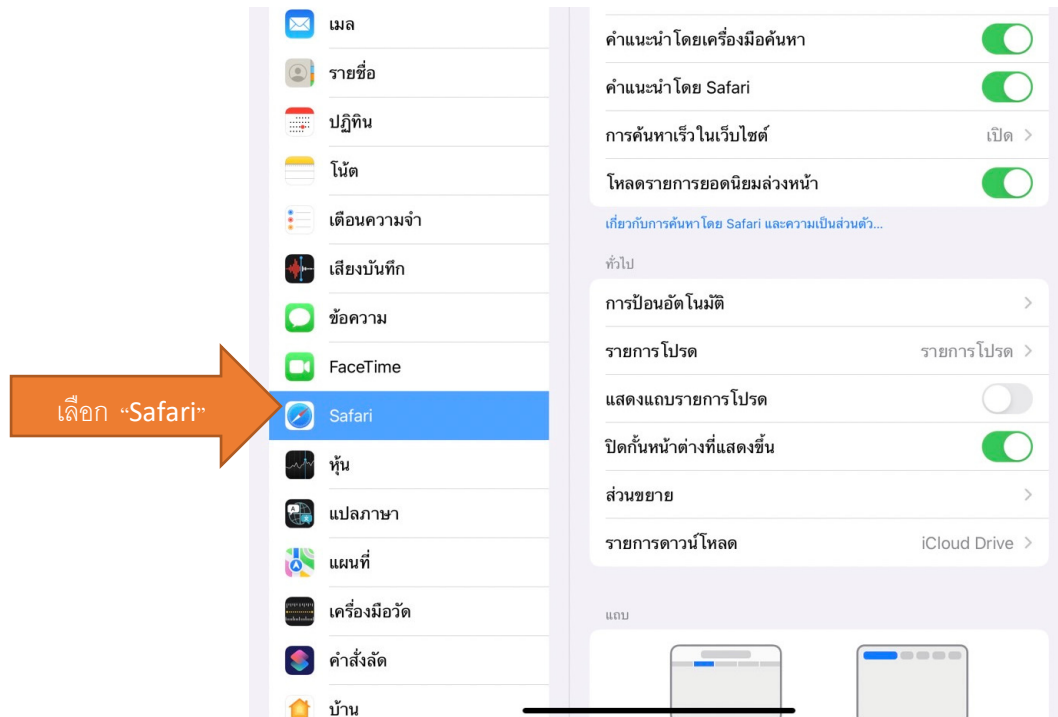 เลือก “Safari”
เมล
รายชื่อ
ปฏิทิน
โน้ต
เตือนความจำ
เสียงบันทึก
ข้อความ
FaceTime
Safari
หุ้น
แปลภาษา
แผนที่
เครื่องมือวัด
คำสั่งลัด
บ้าน
คำแนะนำโดยเครื่องมือค้นหา
คำแนะนำโดย Safari
การค้นหาเร็วในเว็บไซต์ เปิด
โหลดรายการยอดนิยมล่วงหน้า
เกี่ยวกับการค้นหาโดย Safari และความเป็นส่วนตัว...
ทั่วไป
การป้อนอัตโนมัติ
รายการโปรด รายการโปรด
แสดงแถบรายการโปรด
ปิดกั้นหน้าต่างที่แสดงขึ้น
ส่วนขยาย
รายการดาวน์โหลด iCloud Drive
แถบ